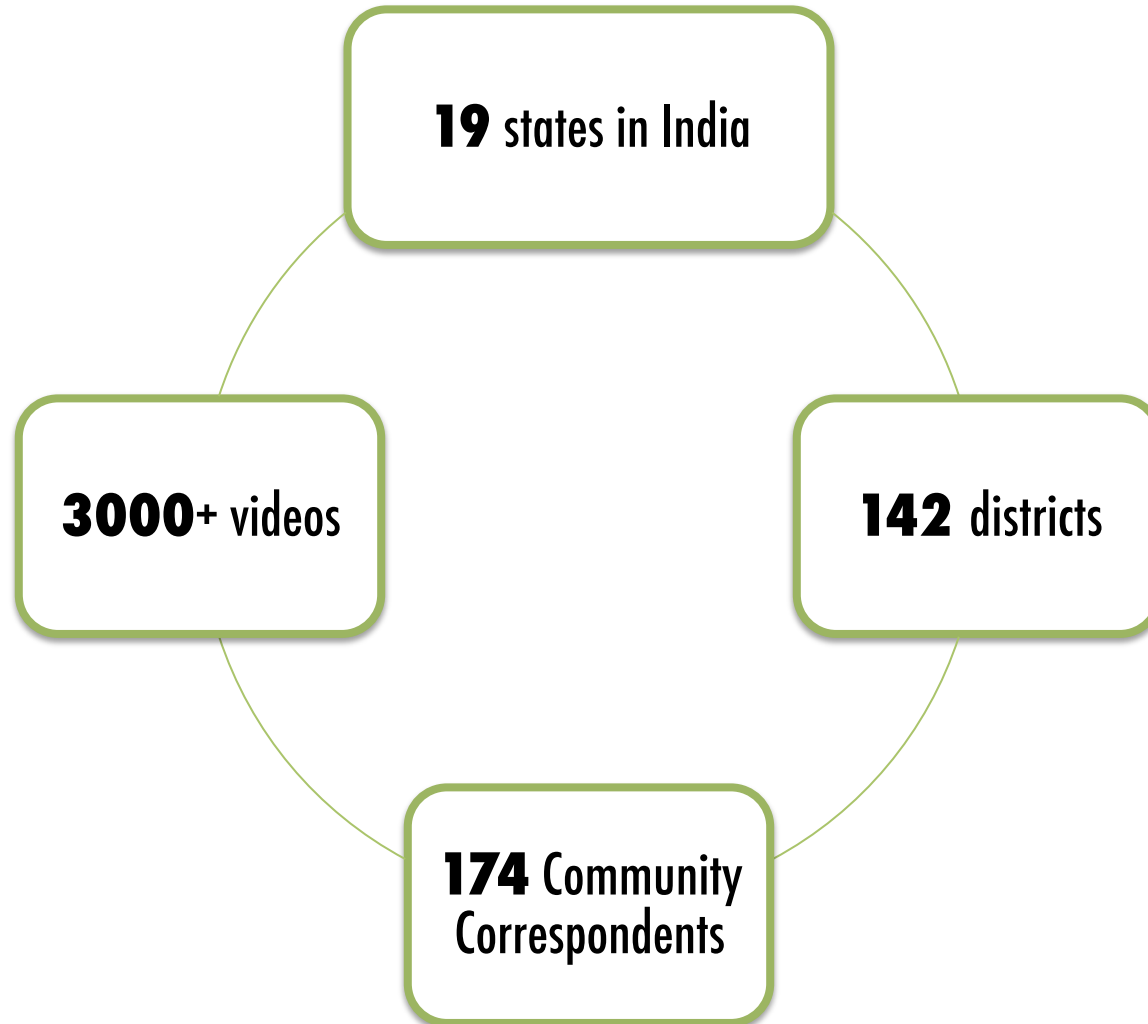 19 states in India
3000+ videos
142 districts
174 Community
Correspondents